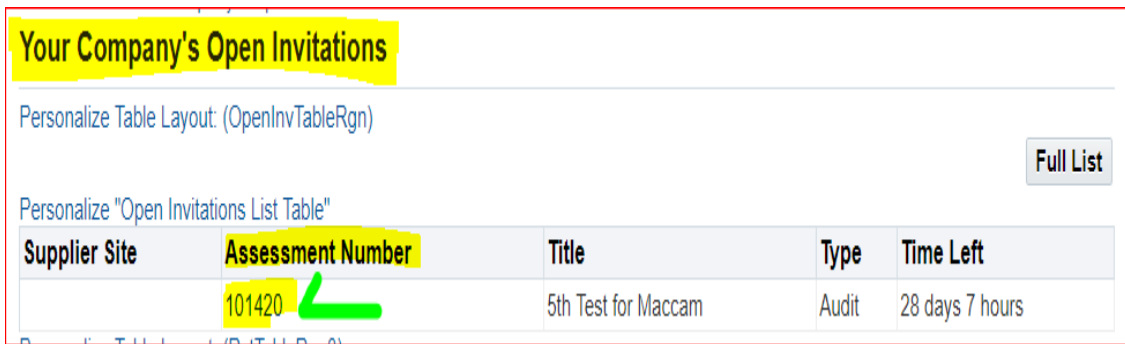 Your Company's Open Invitations
Personalize Table Layout: (OpenInvTableRgn)
Full List
Personalize "Open Invitations List Table"
Supplier Site Assessment Number Title Type Time Left
101420 5th Test for Maccam Audit 28 days 7 hours